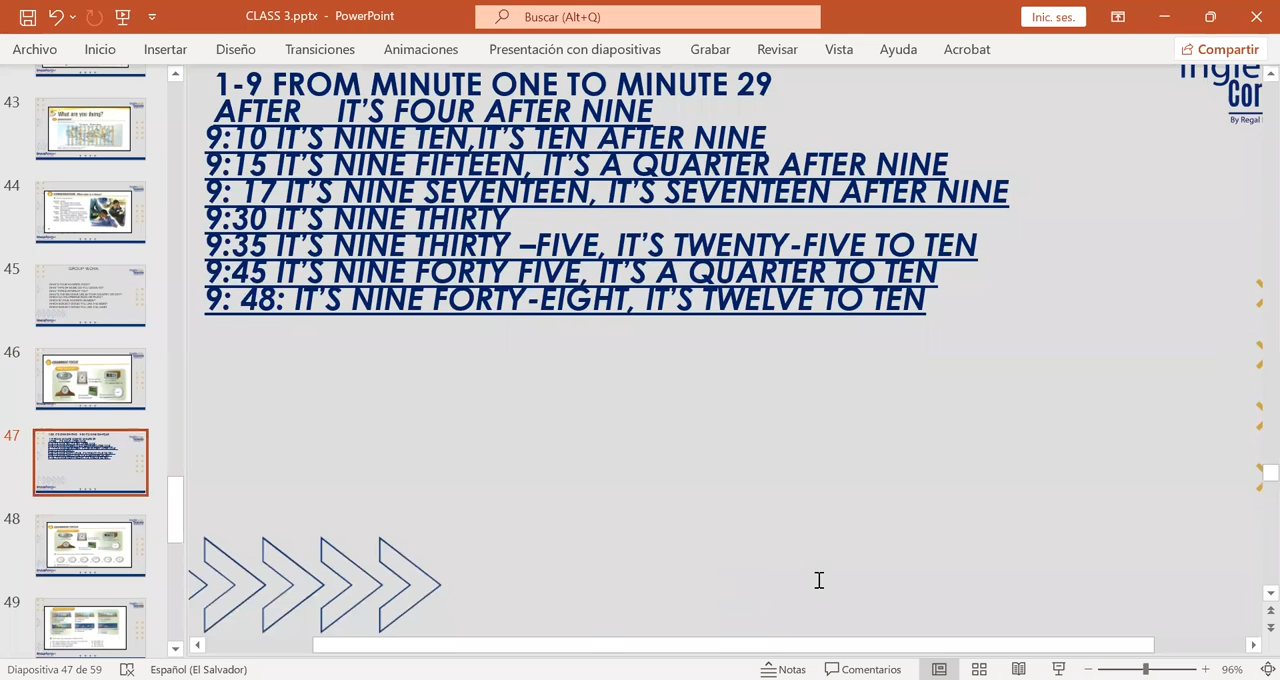 CLASS 3.pptx - PowerPoint
Buscar (Alt+Q)
Inic. ses.
Archivo Inicio Insertar Diseño Transiciones Animaciones Presentación con diapositivas Grabar Revisar Vista Ayuda Acrobat
Compartir
43
What are you doing?
44
45
46
47
48
49
Cor
By Regal
1-9 FROM MINUTE ONE TO MINUTE 29
AFTER IT’S FOUR AFTER NINE
9:10 IT’S NINE TEN,IT’S TEN AFTER NINE
9:15 IT’S NINE FIFTEEN, IT’S A QUARTER AFTER NINE
9: 17 IT’S NINE SEVENTEEN, IT’S SEVENTEEN AFTER NINE
9:30 IT’S NINE THIRTY
9:35 IT’S NINE THIRTY –FIVE, IT’S TWENTY-FIVE TO TEN
9:45 IT’S NINE FORTY FIVE, IT’S A QUARTER TO TEN
9: 48: IT’S NINE FORTY-EIGHT, IT’S TWELVE TO TEN
Diapositiva 47 de 59
Español (El Salvador)
Notas
Comentarios
96%